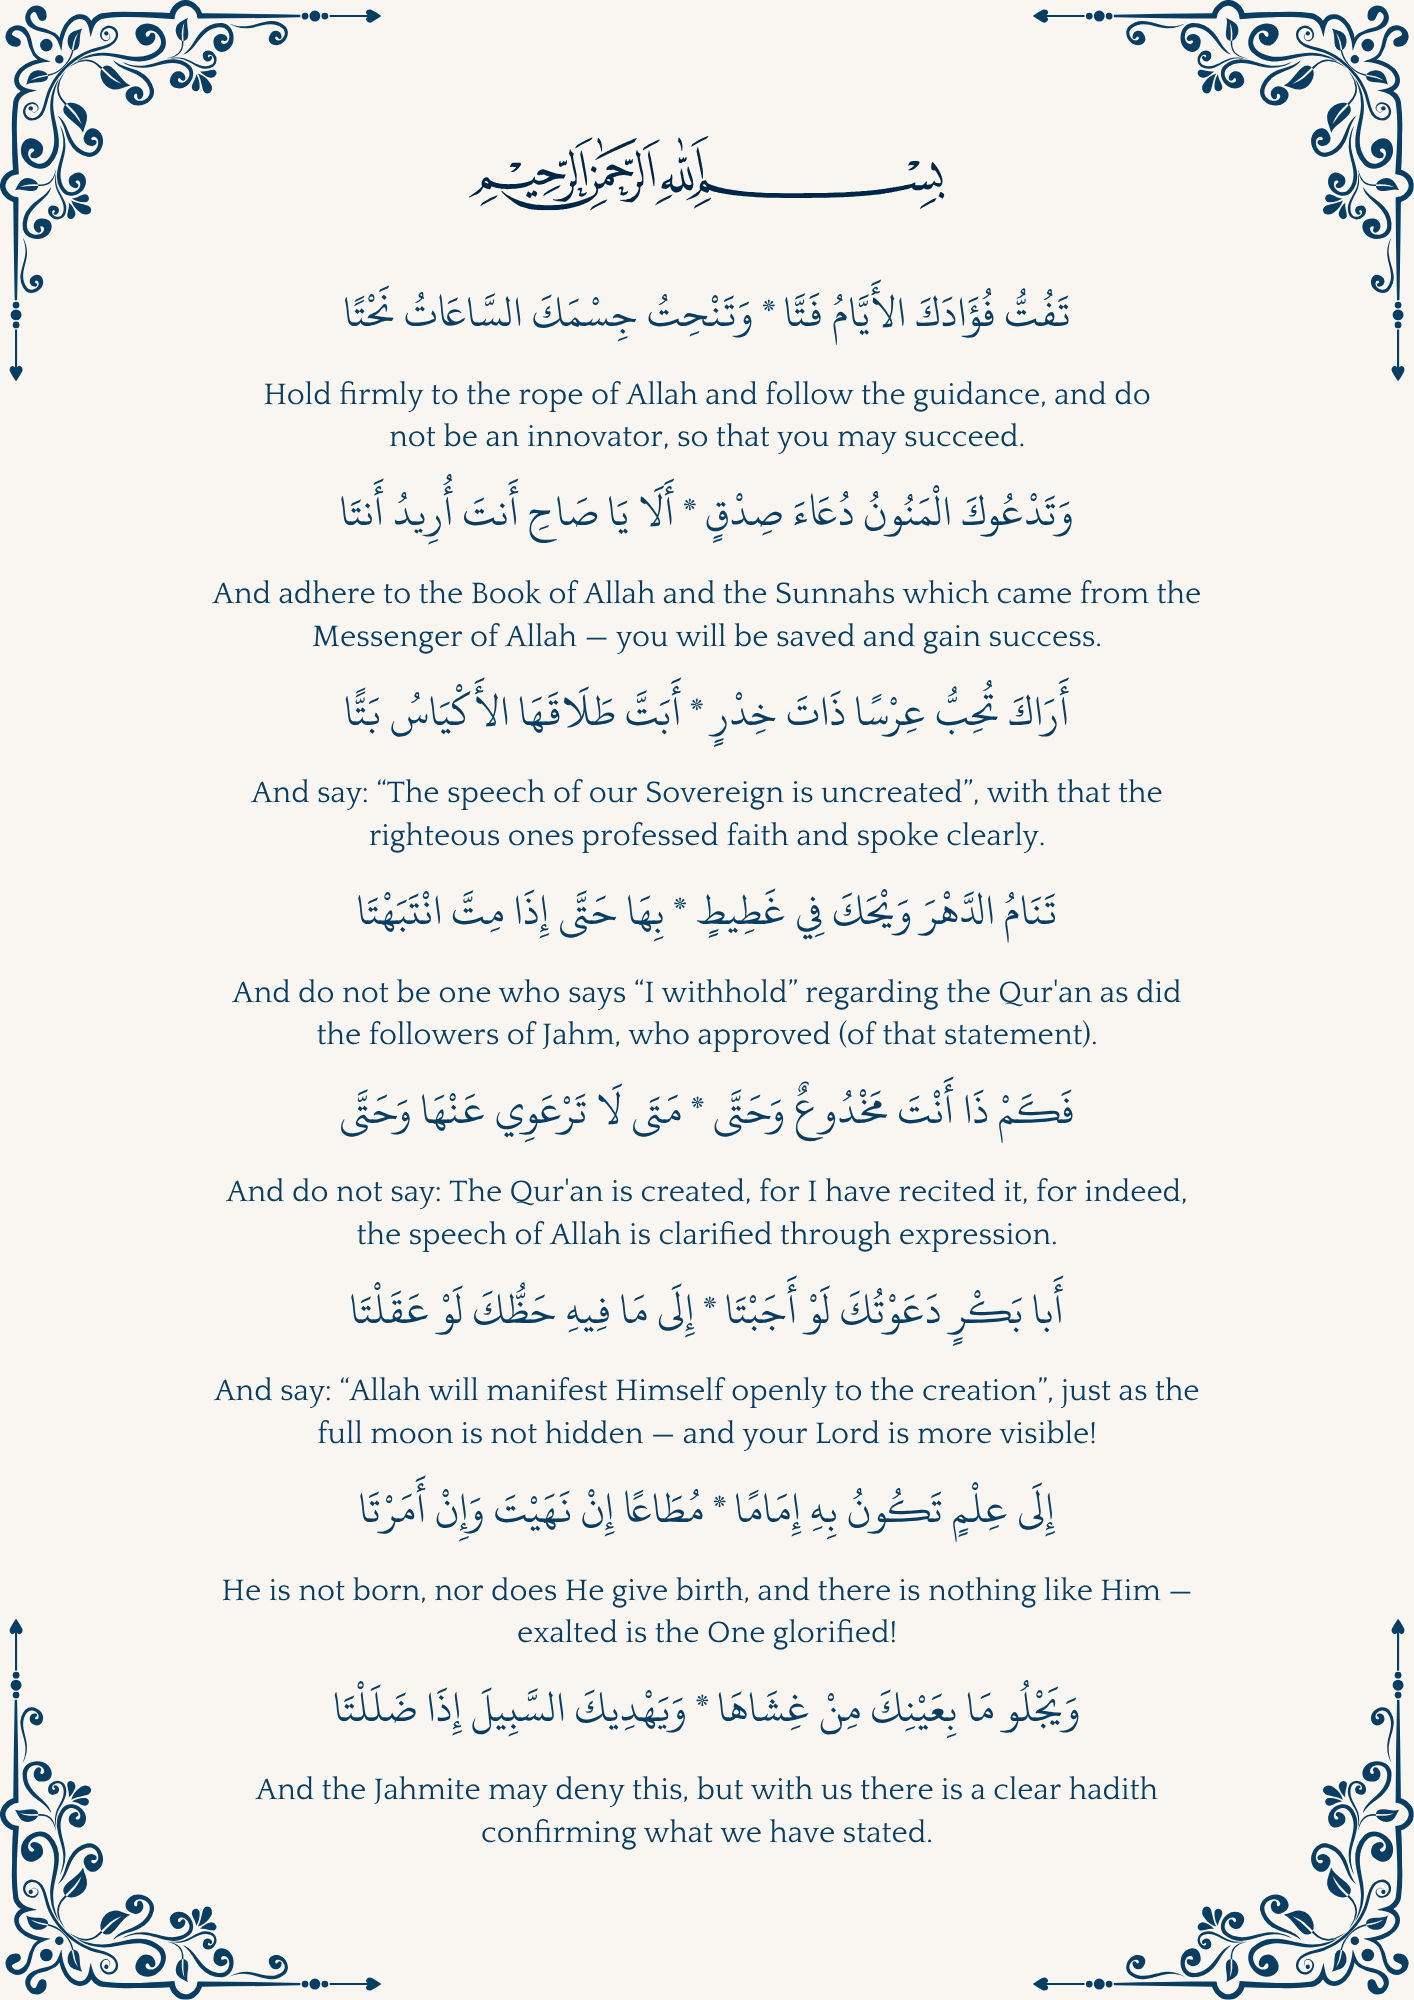 بِسْمِ اللهِ الرَّحْمٰنِ الرَّحِيْمِ
تَفُتُّ فُؤَادَكَ الأَيَّامُ فَتَّا * وَتَنْحِتُ جِسْمَكَ السَّاعَاتُ نَحْتًا
Hold firmly to the rope of Allah and follow the guidance, and do
not be an innovator, so that you may succeed.
وَتَدْعُوكَ الْمَنُونُ دُعَاءَ صِدْقٍ * أَلَا يَا صَاحِ أَنتَ أُرِيدُ أَنتَا
And adhere to the Book of Allah and the Sunnahs which came from the
Messenger of Allah — you will be saved and gain success.
أَرَاكَ تُحِبُّ عِرْسًا ذَاتَ خِدْرٍ * أَبَتَّ طَلَاقَهَا الأَكْيَاسُ بَتًّا
And say: “The speech of our Sovereign is uncreated”, with that the
righteous ones professed faith and spoke clearly.
تَنَامُ الدَّهْرَ وَيْحَكَ فِي غَطِيطٍ * بِهَا حَتَّى إِذَا مِتَّ انْتَبَهْتَا
And do not be one who says “I withhold” regarding the Qur'an as did
the followers of Jahm, who approved (of that statement).
فَكَمْ ذَا أَنْتَ مَخْدُوعٌ وَحَتَّى * مَتَى لَا تَرْعَوِي عَنْهَا وَحَتَّى
And do not say: The Qur'an is created, for I have recited it, for indeed,
the speech of Allah is clarified through expression.
أَبا بَكْرٍ دَعَوْتُكَ لَوْ أَجَبْتَا * إِلَى مَا فِيهِ حَظُّكَ لَوْ عَقَلْتَا
And say: “Allah will manifest Himself openly to the creation”, just as the
full moon is not hidden — and your Lord is more visible!
إِلَى عِلْمٍ تَكُونُ بِهِ إِمَامًا * مُطَاعًا إِنْ نَهَيْتَ وَإِنْ أَمَرْتَا
He is not born, nor does He give birth, and there is nothing like Him —
exalted is the One glorified!
وَيَجْلُو مَا بِعَيْنِكَ مِنْ غِشَاهَا * وَيَهْدِيكَ السَّبِيلَ إِذَا ضَلَلْتَا
And the Jahmite may deny this, but with us there is a clear hadith
confirming what we have stated.